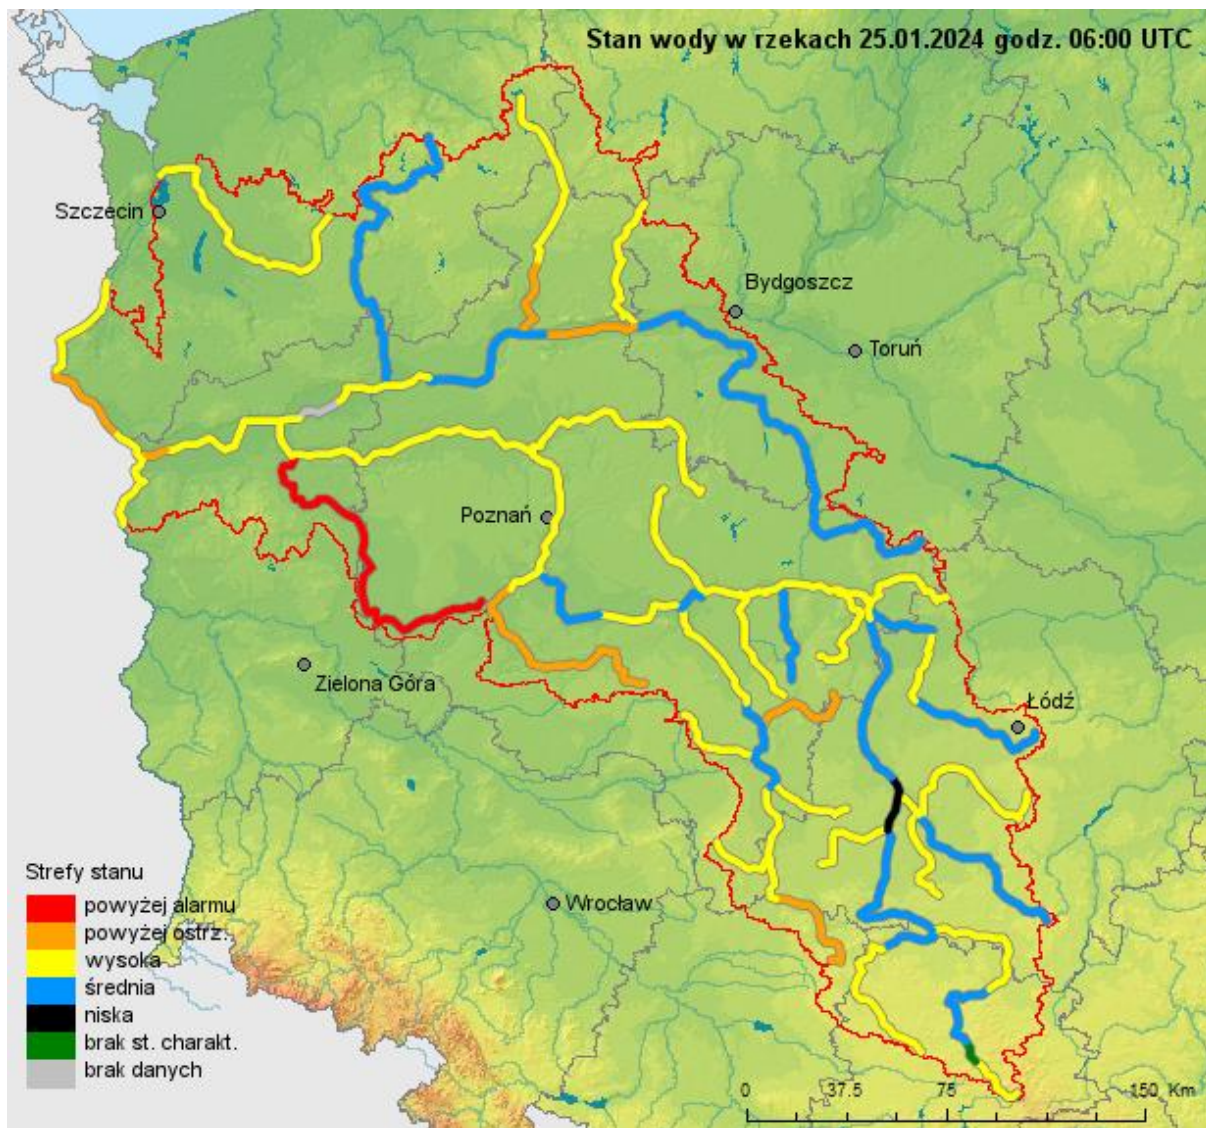 Stan wody w rzekach 25.01.2024 godz. 06:00 UTC
Szczecin
Bydgoszcz
Toruń
Poznań
Zielona Góra
Łódź
Wrocław
Strefy stanu
powyżej alarmu
powyżej ostrz.
wysoka
średnia
niska
brak st. charakt.
brak danych
0 37.5 75 150 Km